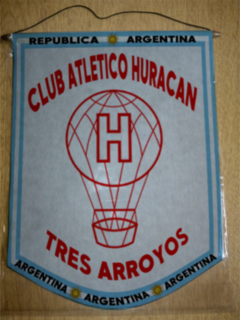 REPUBLICA ARGENTINA
CLUB ATLETICO HURACAN
H
TRES ARROYOS
ARGENTINA ARGENTINA ARGENTINA